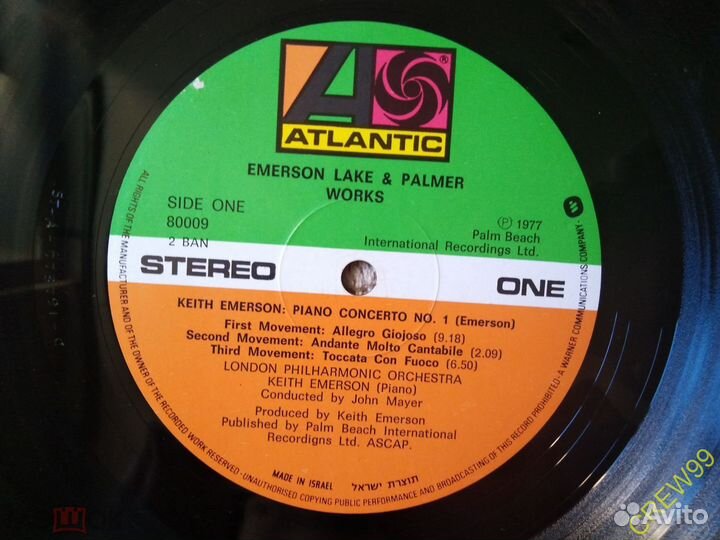 ATLANTIC
®
EMERSON LAKE & PALMER
WORKS
SIDE ONE
80009
2 BAN
℗ 1977
Palm Beach
International Recordings Ltd.
STEREO
ONE
KEITH EMERSON: PIANO CONCERTO NO. 1 (Emerson)
First Movement: Allegro Giojoso (9.18)
Second Movement: Andante Molto Cantabile (2.09)
Third Movement: Toccata Con Fuoco (6.50)
LONDON PHILHARMONIC ORCHESTRA
KEITH EMERSON (Piano)
Conducted by John Mayer
Produced by Keith Emerson
Published by Palm Beach International
Recordigns Ltd. ASCAP.
MADE IN ISRAEL תוצרת ישראל
ALL RIGHTS OF THE MANUFACTURER AND OF THE OWNER OF THE RECORDED WORK RESERVED - UNAUTHORISED COPYING PUBLIC PERFORMANCE AND BROADCASTING OF THIS RECORD PROHIBITED · A WARNER COMMUNICATIONS COMPANY ·
CREW99
Avito